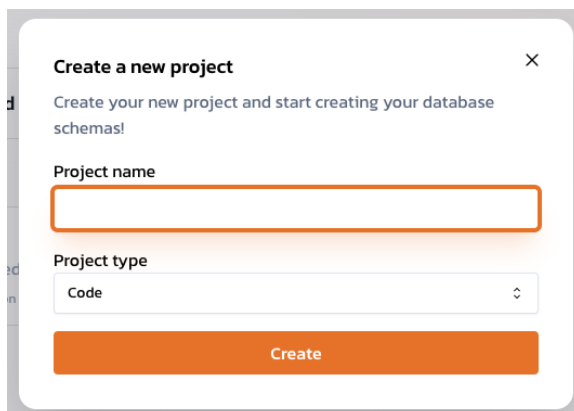 Create a new project
Create your new project and start creating your database
schemas!
Project name
Project type
Code
Create